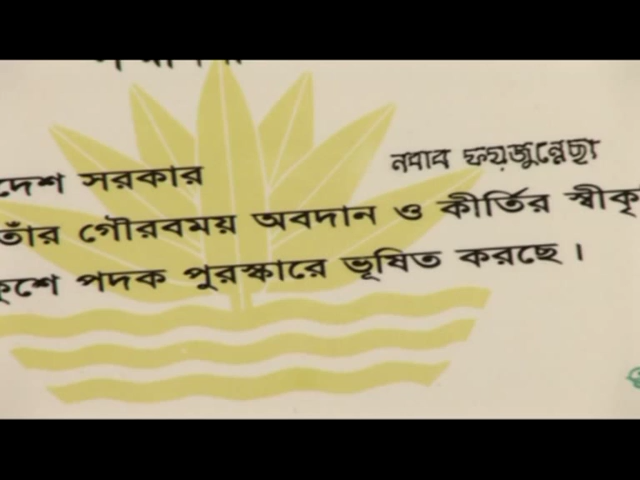 দেশ সরকার নবাব ফয়জুন্নেছা
তাঁর গৌরবময় অবদান ও কীর্তির
পদক পুরস্কারে ভূষিত করছে।